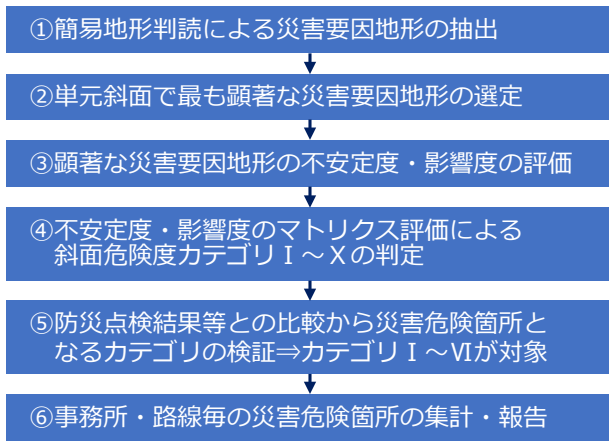 ①簡易地形判読による災害要因地形の抽出
②単元斜面で最も顕著な災害要因地形の選定
③顕著な災害要因地形の不安定度・影響度の評価
④不安定度・影響度のマトリクス評価による
斜面危険度カテゴリⅠ～Ⅹの判定
⑤防災点検結果等との比較から災害危険箇所と
なるカテゴリの検証⇒カテゴリⅠ～Ⅵが対象
⑥事務所・路線毎の災害危険箇所の集計・報告